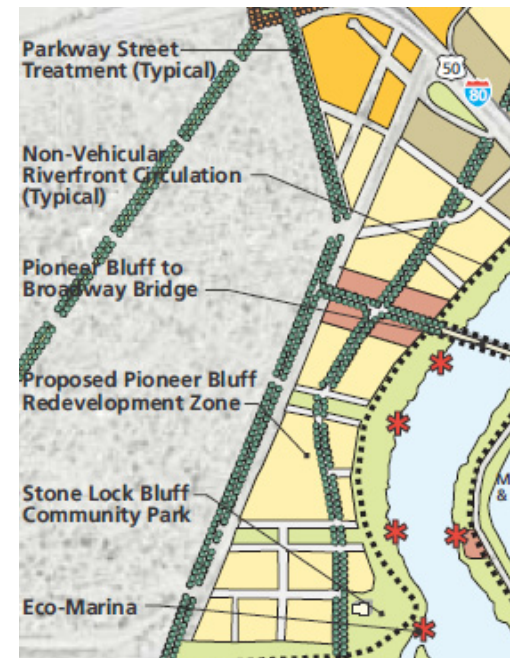 Parkway Street
Treatment (Typical)
50
80
Non-Vehicular
Riverfront Circulation
(Typical)
Pioneer Bluff to
Broadway Bridge
Proposed Pioneer Bluff
Redevelopment Zone
Stone Lock Bluff
Community Park
M
&
Eco-Marina